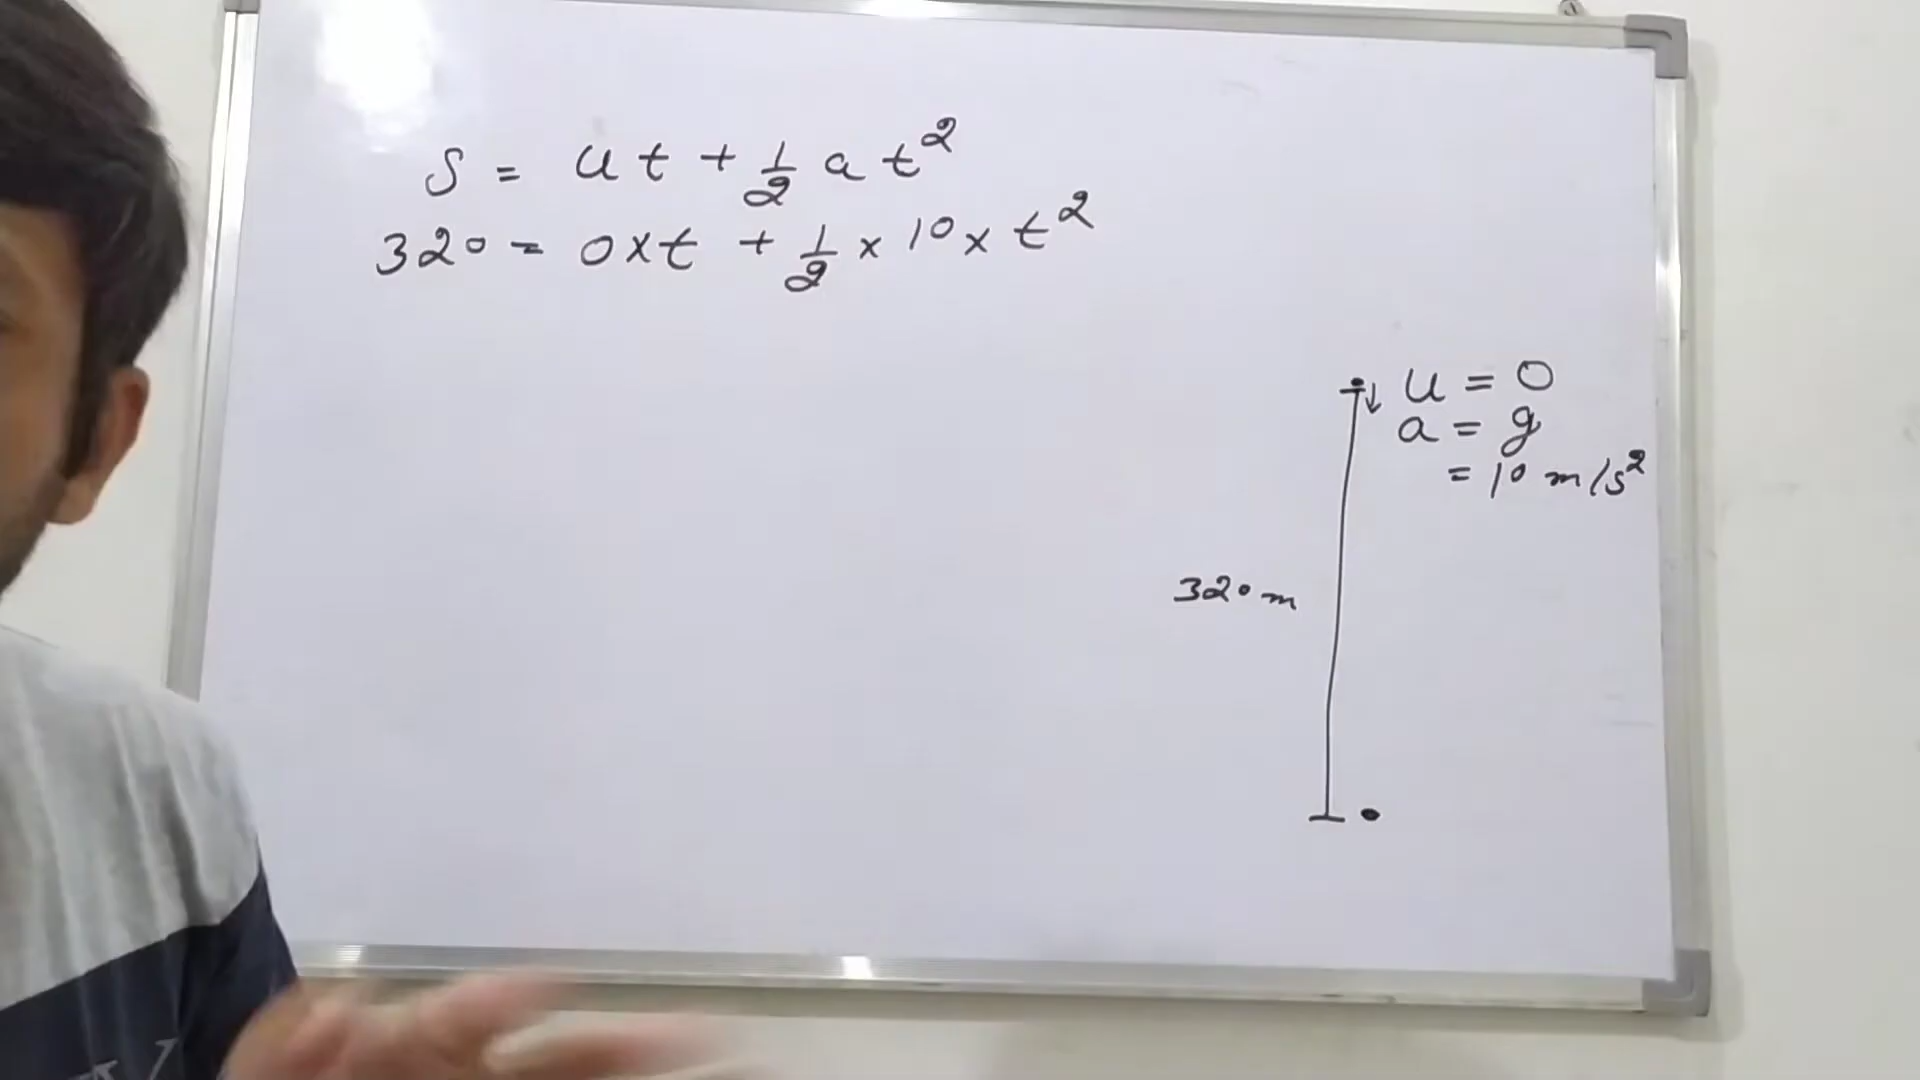 S = ut + 1/2 at²
320 = 0×t + 1/2 × 10 × t²
u = 0
a = g
= 10 m/s²
320 m